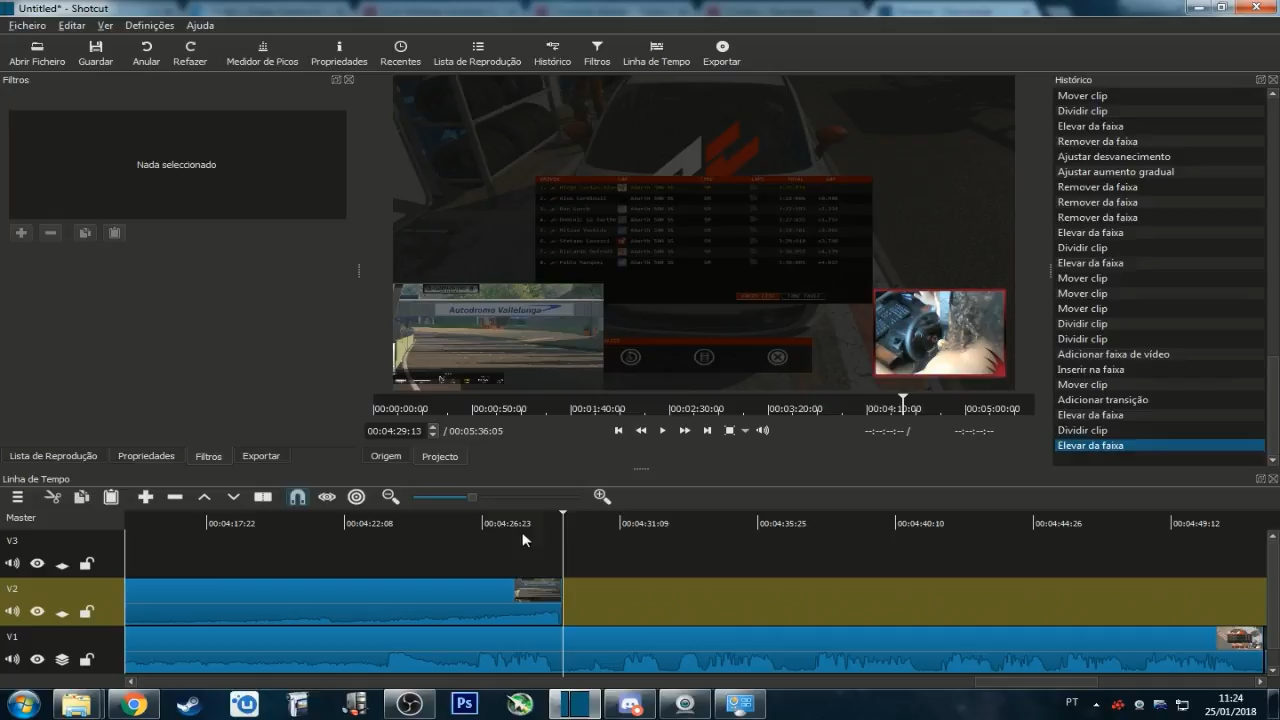 Untitled* - Shotcut
Ficheiro Editar Ver Definições Ajuda
Abrir Ficheiro Guardar Anular Refazer Medidor de Picos Propriedades Recentes Lista de Reprodução Histórico Filtros Linha de Tempo Exportar
Filtros
Histórico
Nada seleccionado
Mover clip
Dividir clip
Elevar da faixa
Remover da faixa
Ajustar desvanecimento
Ajustar aumento gradual
Remover da faixa
Mover clip
Remover da faixa
Elevar da faixa
Dividir clip
Elevar da faixa
Mover clip
Mover clip
Mover clip
Dividir clip
Dividir clip
Adicionar faixa de vídeo
Inserir na faixa
Mover clip
Adicionar transição
Elevar da faixa
Dividir clip
Elevar da faixa
Autodromo Vallelunga
00:00:00:00 00:00:50:00 00:01:40:00 00:02:30:00 00:03:20:00 00:04:10:00 00:05:00:00
00:04:29:13 / 00:05:36:05
--:--:--:-- / --:--:--:--
Lista de Reprodução Propriedades Filtros Exportar
Origem Projecto
Linha de Tempo
Master
00:04:17:22 00:04:22:08 00:04:26:23 00:04:31:09 00:04:35:25 00:04:40:10 00:04:44:26 00:04:49:12
V3
V2
V1
Ps
PT
11:24
25/01/2018